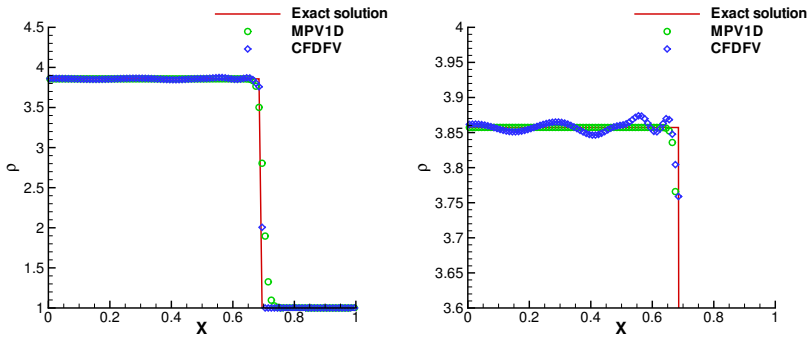 Exact solution
MPV1D
CFDFV
4.5
4
3.5
3
2.5
2
1.5
1
ρ
0
0.2
0.4
0.6
0.8
1
X
Exact solution
MPV1D
CFDFV
4
3.95
3.9
3.85
3.8
3.75
3.7
3.65
3.6
ρ
0
0.2
0.4
0.6
0.8
1
X